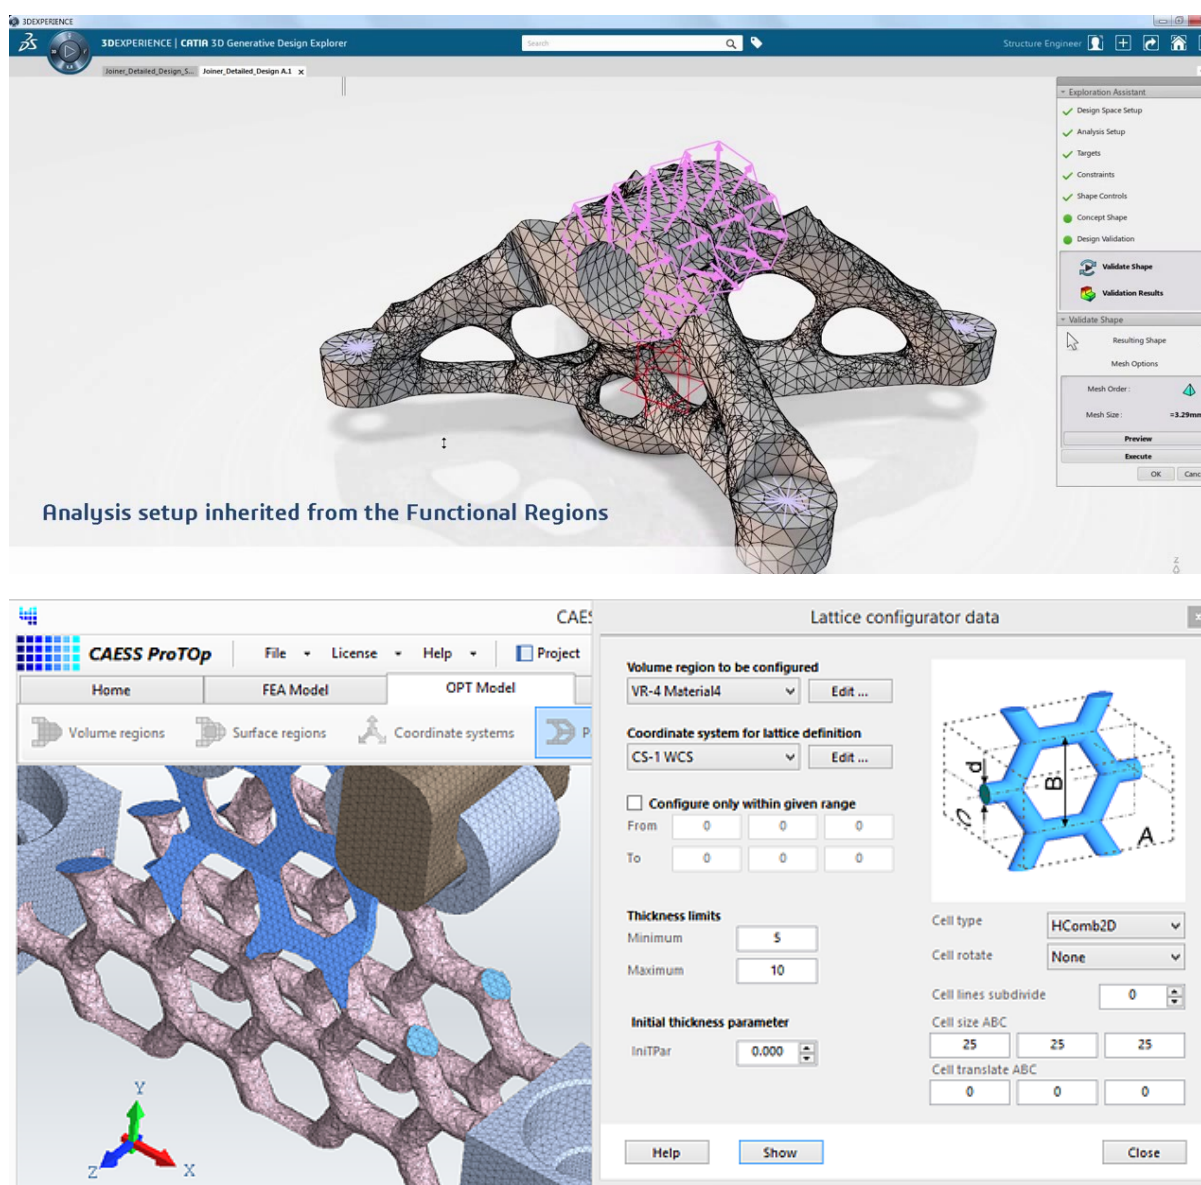 3DEXPERIENCE
3DEXPERIENCE | CATIA 3D Generative Design Explorer
Search
Structure Engineer
Joiner_Detailed_Design_S...
Joiner_Detailed_Design A.1 x
Exploration Assistant
Design Space Setup
Analysis Setup
Targets
Constraints
Shape Controls
Concept Shape
Design Validation
Validate Shape
Validation Results
Validate Shape
Resulting Shape
Mesh Options
Mesh Order :
Mesh Size : =3.29mm
Preview
Execute
OK Canc
Analysis setup inherited from the Functional Regions
Z
CAES
CAESS ProTOp File License Help Project
Home FEA Model OPT Model
Volume regions Surface regions Coordinate systems P
Y
Z X
Lattice configurator data
Volume region to be configured
VR-4 Material4 Edit ...
Coordinate system for lattice definition
CS-1 WCS Edit ...
Configure only within given range
From 0 0 0
To 0 0 0
Thickness limits
Minimum 5
Maximum 10
Initial thickness parameter
IniTPar 0.000
d
B
C
A
Cell type HComb2D
Cell rotate None
Cell lines subdivide 0
Cell size ABC
25 25 25
Cell translate ABC
0 0 0
Help Show Close